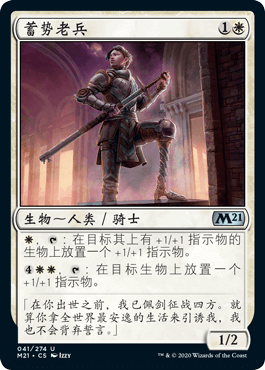 蓄势老兵 1
生物~人类 / 骑士 M21
,:在目标其上有 +1/+1 指示物的
生物上放置一个 +1/+1 指示物。
4,:在目标生物上放置一个
+1/+1 指示物。
「在你出世之前,我已佩剑征战四方。就
算你拿全世界最安逸的生活来引诱我,我
也不会背弃誓言。」
1/2
041/274 U
M21 • CS Izzy
™ & © 2020 Wizards of the Coast